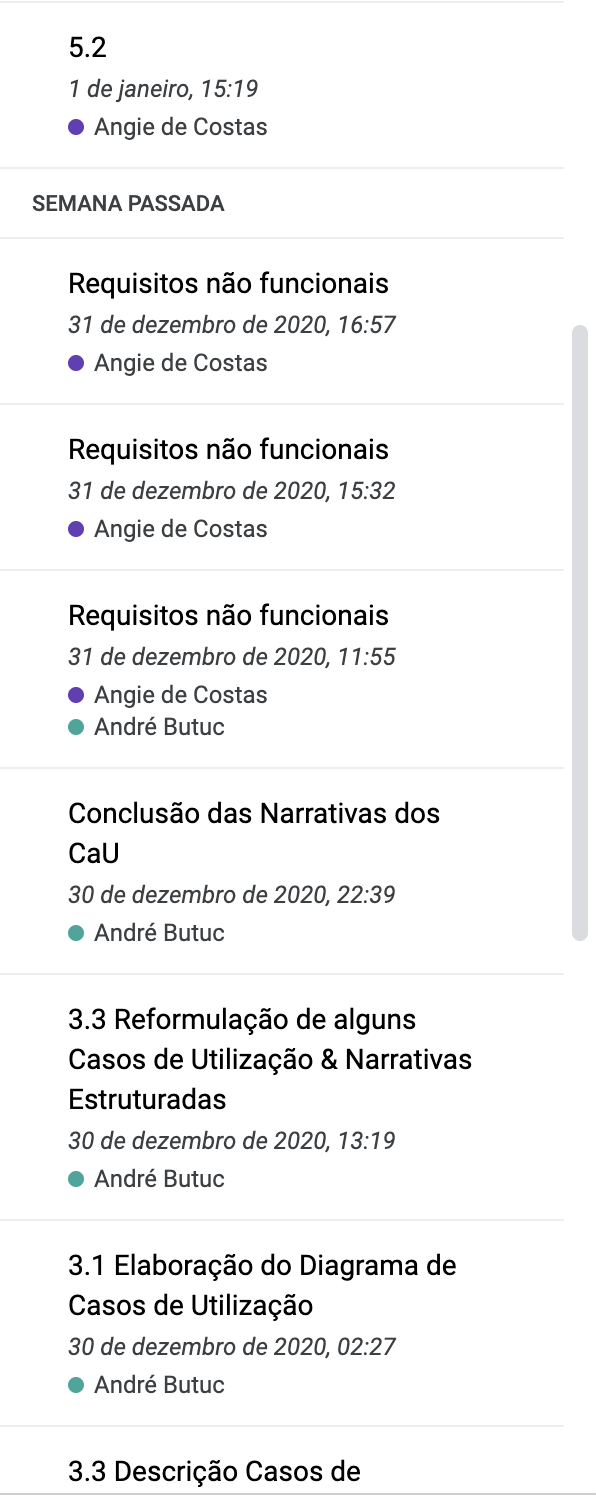 5.2
1 de janeiro, 15:19
Angie de Costas
SEMANA PASSADA
Requisitos não funcionais
31 de dezembro de 2020, 16:57
Angie de Costas
Requisitos não funcionais
31 de dezembro de 2020, 15:32
Angie de Costas
Requisitos não funcionais
31 de dezembro de 2020, 11:55
Angie de Costas
André Butuc
Conclusão das Narrativas dos
CaU
30 de dezembro de 2020, 22:39
André Butuc
3.3 Reformulação de alguns
Casos de Utilização & Narrativas
Estruturadas
30 de dezembro de 2020, 13:19
André Butuc
3.1 Elaboração do Diagrama de
Casos de Utilização
30 de dezembro de 2020, 02:27
André Butuc
3.3 Descrição Casos de